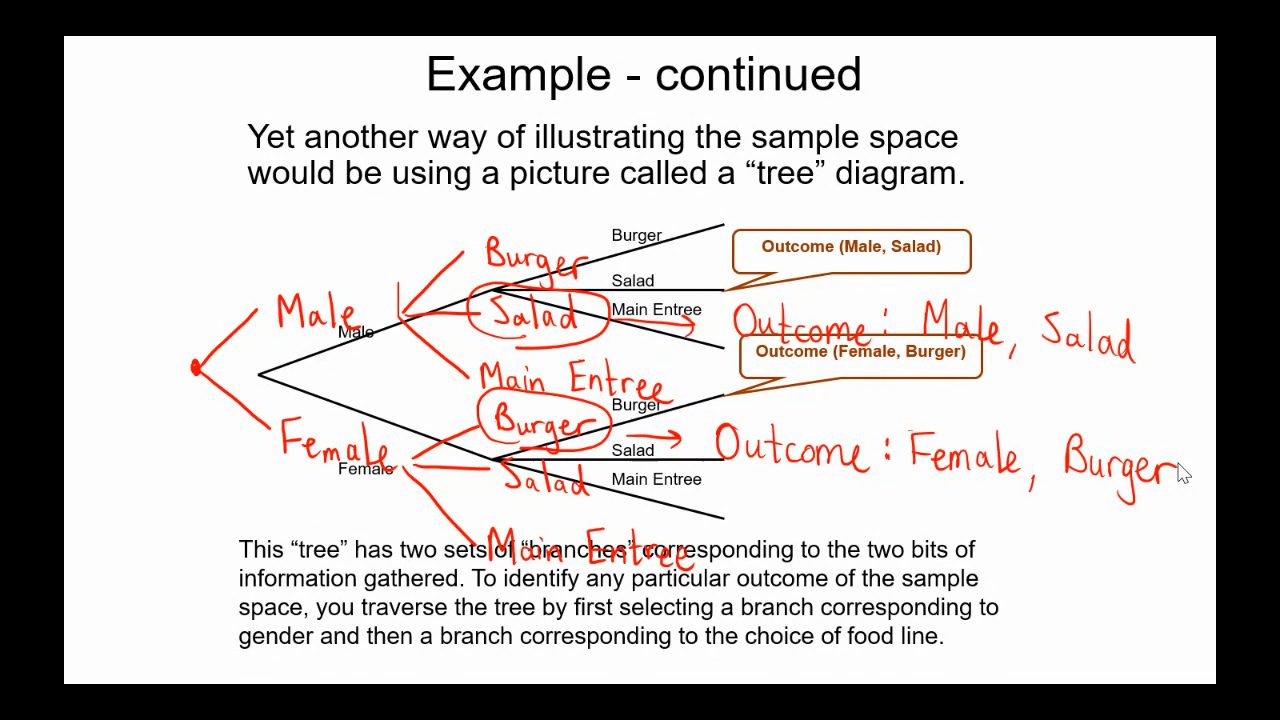 Example - continued
Yet another way of illustrating the sample space
would be using a picture called a “tree” diagram.
Burger
Outcome (Male, Salad)
Burger
Salad
Male
Salad
Main Entree
Outcome: Male, Salad
Male
Outcome (Female, Burger)
Main Entree
Burger
Burger
Female
Salad
Outcome: Female, Burger
Female
Salad
Main Entree
Main Entree
This “tree” has two sets of “branches” corresponding to the two bits of
information gathered. To identify any particular outcome of the sample
space, you traverse the tree by first selecting a branch corresponding to
gender and then a branch corresponding to the choice of food line.